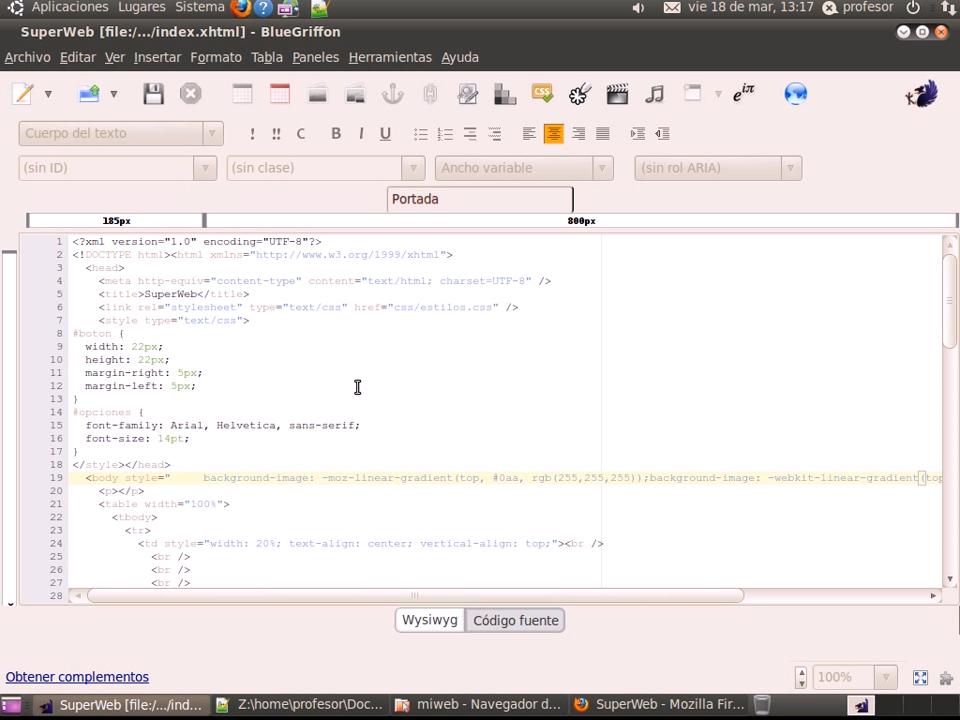 Aplicaciones Lugares Sistema vie 18 de mar, 13:17 profesor
SuperWeb [file:/.../index.xhtml] - BlueGriffon
Archivo Editar Ver Insertar Formato Tabla Paneles Herramientas Ayuda
CSS
Cuerpo del texto ! !! C B I U
(sin ID) (sin clase) Ancho variable (sin rol ARIA)
Portada
185px 800px
1 <?xml version="1.0" encoding="UTF-8"?>
2 <!DOCTYPE html><html xmlns="http://www.w3.org/1999/xhtml">
3 <head>
4 <meta http-equiv="content-type" content="text/html; charset=UTF-8" />
5 <title>SuperWeb</title>
6 <link rel="stylesheet" type="text/css" href="css/estilos.css" />
7 <style type="text/css">
8 #boton {
9 width: 22px;
10 height: 22px;
11 margin-right: 5px;
12 margin-left: 5px;
13 }
14 #opciones {
15 font-family: Arial, Helvetica, sans-serif;
16 font-size: 14pt;
17 }
18 </style></head>
19 <body style=" background-image: -moz-linear-gradient(top, #0aa, rgb(255,255,255));background-image: -webkit-linear-gradient(top
20 <p></p>
21 <table width="100%">
22 <tbody>
23 <tr>
24 <td style="width: 20%; text-align: center; vertical-align: top;"><br />
25 <br />
26 <br />
27 <br />
28
Wysiwyg Código fuente
Obtener complementos 100%
SuperWeb [file:/.../ind... Z:\home\profesor\Doc... miweb - Navegador d... SuperWeb - Mozilla Fir...